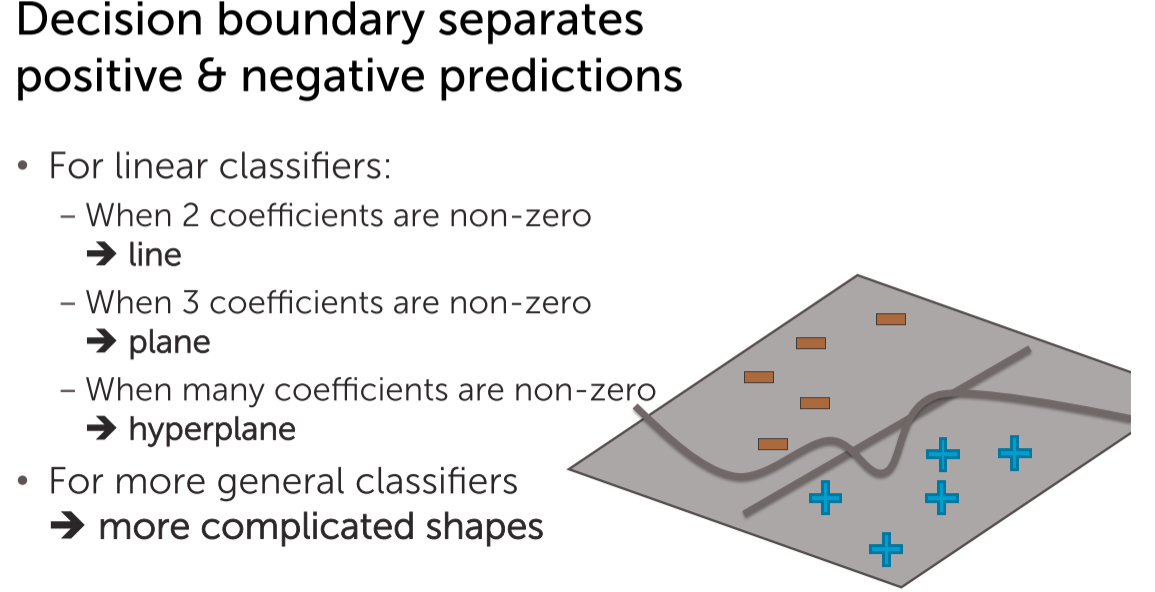 Decision boundary separates
positive & negative predictions
• For linear classifiers:
– When 2 coefficients are non-zero
➔ line
– When 3 coefficients are non-zero
➔ plane
– When many coefficients are non-zero
➔ hyperplane
• For more general classifiers
➔ more complicated shapes